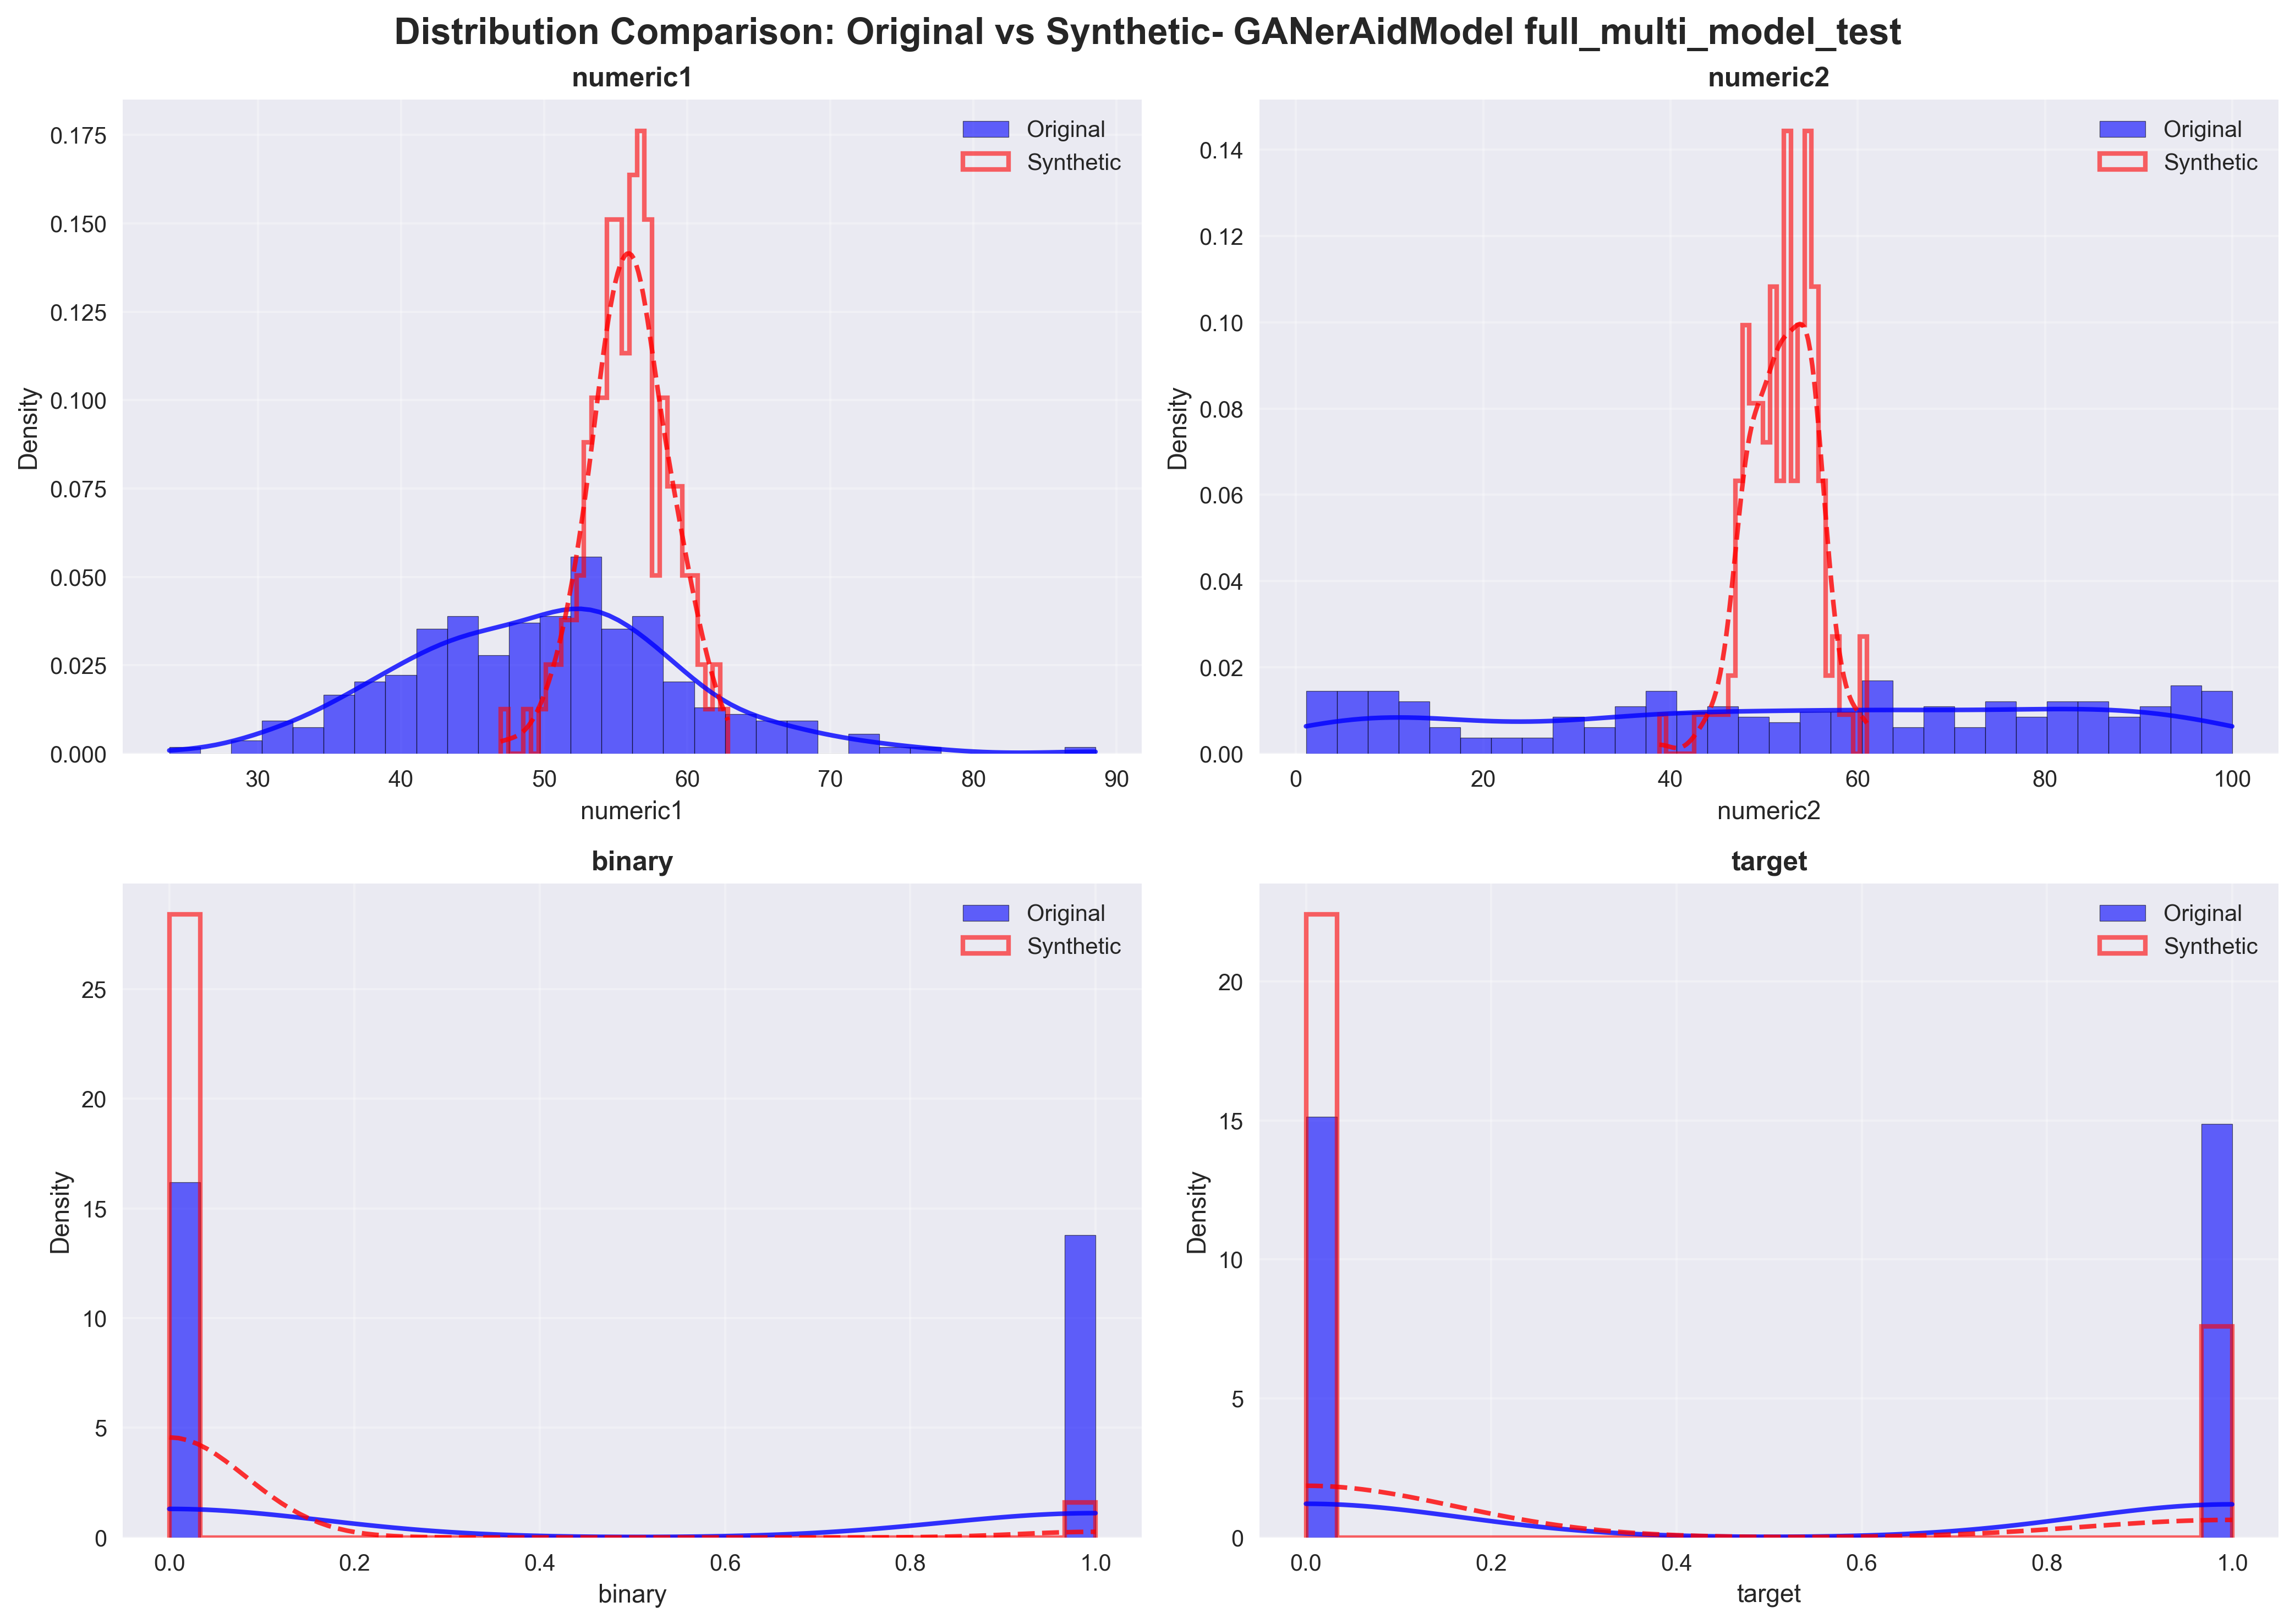 Distribution Comparison: Original vs Synthetic- GANerAidModel full_multi_model_test
numeric1
Original
Synthetic
Density
0.175
0.150
0.125
0.100
0.075
0.050
0.025
0.000
30 40 50 60 70 80 90
numeric1
numeric2
Original
Synthetic
Density
0.14
0.12
0.10
0.08
0.06
0.04
0.02
0.00
0 20 40 60 80 100
numeric2
binary
Original
Synthetic
Density
25
20
15
10
5
0
0.0 0.2 0.4 0.6 0.8 1.0
binary
target
Original
Synthetic
Density
20
15
10
5
0
0.0 0.2 0.4 0.6 0.8 1.0
target